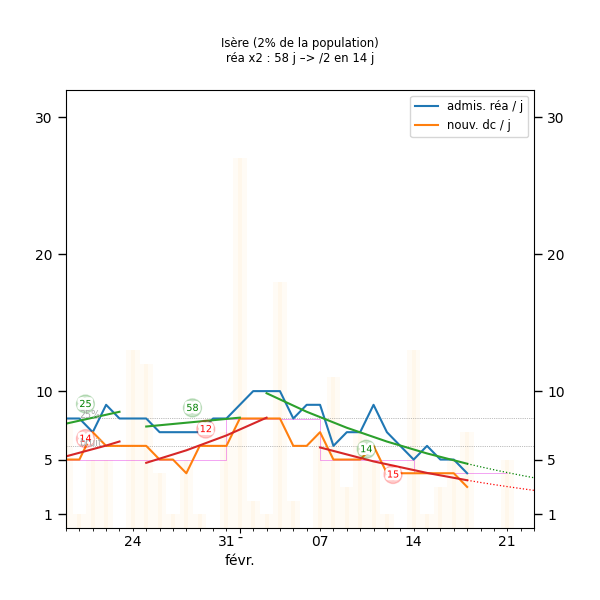 Isère (2% de la population)
réa x2 : 58 j –> /2 en 14 j
admis. réa / j
nouv. dc / j
30 30
20 20
10 10
5 5
1 1
25
25%
14
58
12
14
15
24 31 07 14 21
févr.